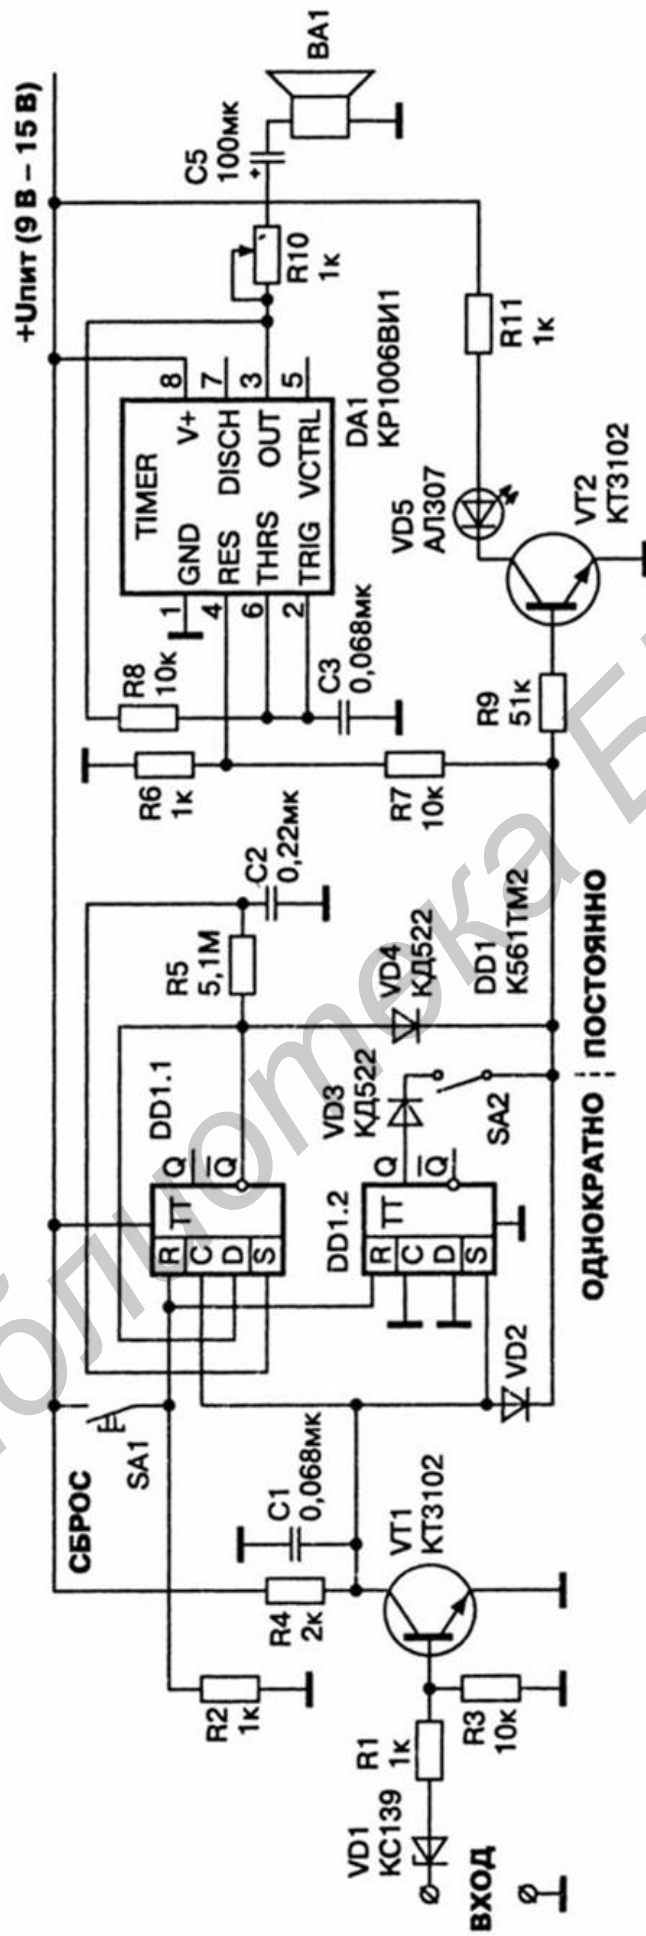 +Uпит (9 В – 15 В)
BA1
C5
100мк
R10
1к
R11
1к
TIMER
GND
V+
RES
DISCH
THRS
OUT
TRIG
VCTRL
1
4
6
2
8
7
3
5
DA1
КР1006ВИ1
VD5
АЛ307
VT2
КТ3102
R8
10к
C3
0,068мк
R9
51к
R6
1к
R7
10к
C2
0,22мк
R5
5,1М
VD4
КД522
DD1
К561ТМ2
DD1.1
R
C
D
S
TT
Q
Q
VD3
КД522
SA2
ОДНОКРАТНО
ПОСТОЯННО
DD1.2
R
C
D
S
TT
Q
Q
VD2
СБРОС
SA1
C1
0,068мк
VT1
КТ3102
R4
2к
R2
1к
R1
1к
R3
10к
VD1
КС139
ВХОД
библиотека